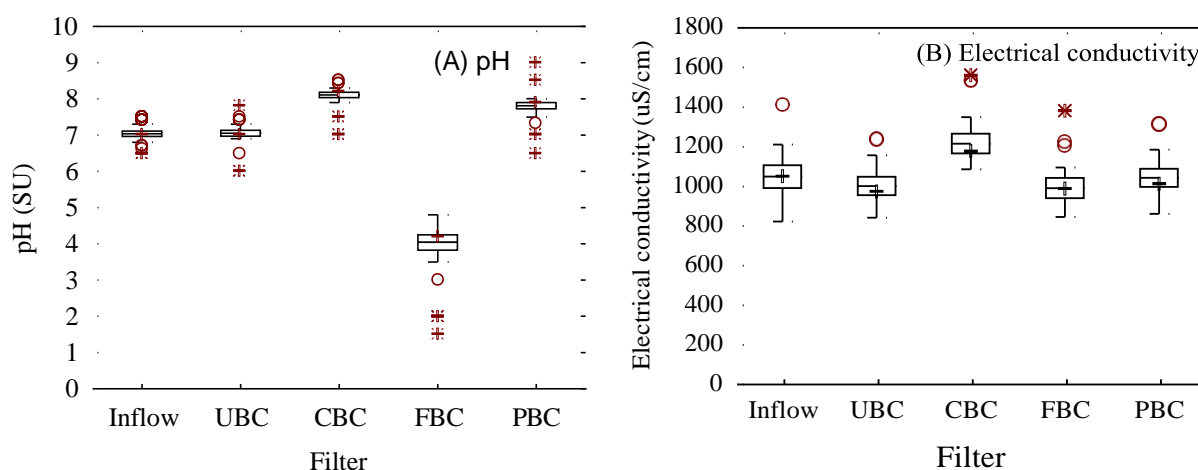 (A) pH
pH (SU)
10
9
8
7
6
5
4
3
2
1
0
Inflow UBC CBC FBC PBC
Filter
(B) Electrical conductivity
Electrical conductivity (uS/cm)
1800
1600
1400
1200
1000
800
600
400
200
0
Inflow UBC CBC FBC PBC
Filter